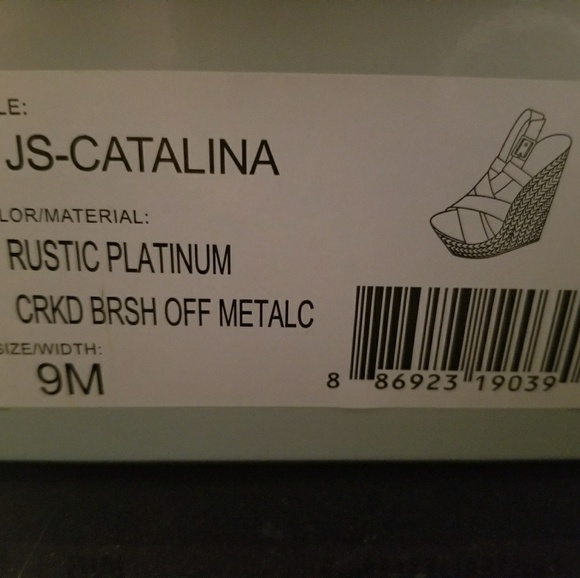 LE:
JS-CATALINA
LOR/MATERIAL:
RUSTIC PLATINUM
CRKD BRSH OFF METALC
SIZE/WIDTH:
9M
8 86923 19039